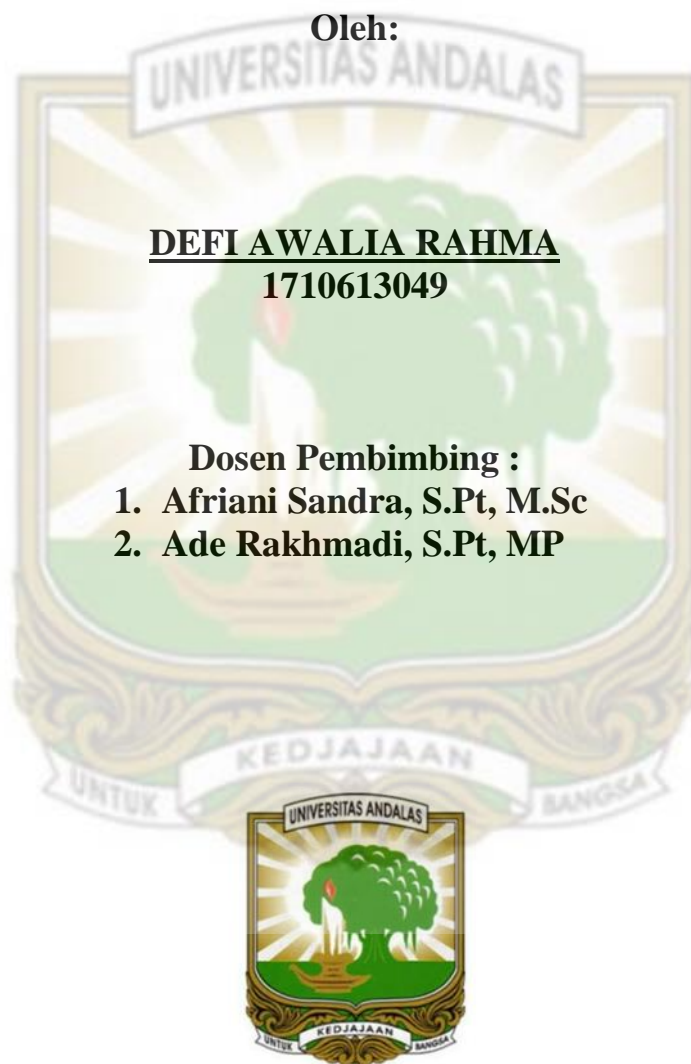 Oleh:
UNIVERSITAS ANDALAS
DEFI AWALIA RAHMA
1710613049
Dosen Pembimbing :
1. Afriani Sandra, S.Pt, M.Sc
2. Ade Rakhmadi, S.Pt, MP
UNTUK KEDJAJAAN BANGSA
UNIVERSITAS ANDALAS
UNTUK KEDJAJAAN BANGSA